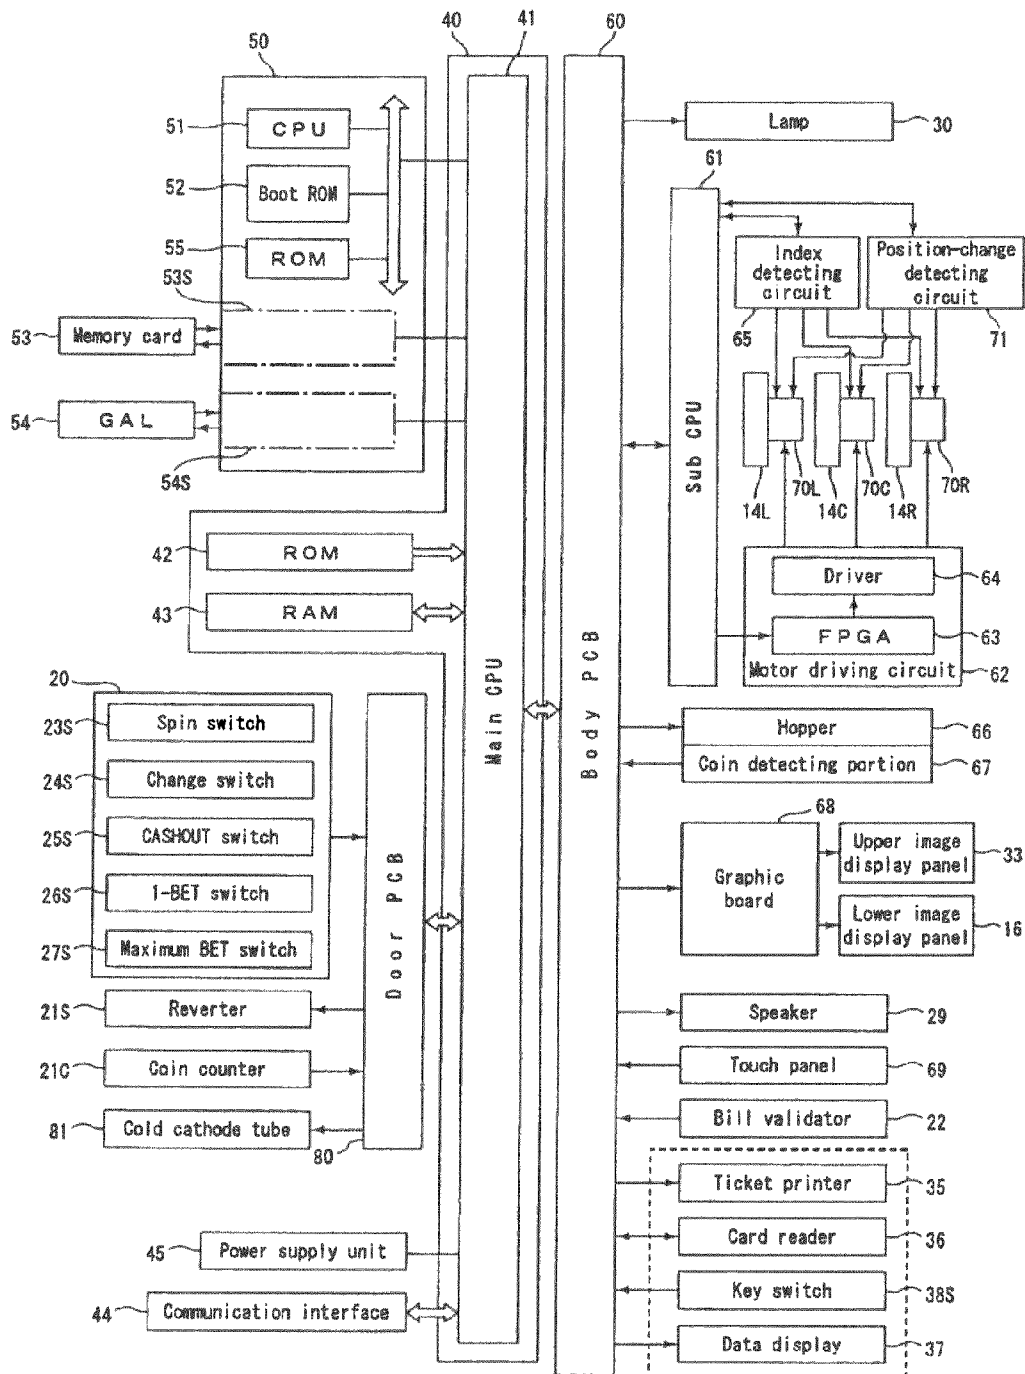 40
41
60
50
51
CPU
52
Boot ROM
55
ROM
53S
53
Memory card
54
GAL
54S
42
ROM
43
RAM
20
23S
Spin switch
24S
Change switch
25S
CASHOUT switch
26S
1-BET switch
27S
Maximum BET switch
21S
Reverter
21C
Coin counter
81
Cold cathode tube
80
Door PCB
45
Power supply unit
44
Communication interface
Main CPU
Body PCB
Lamp
30
61
Sub CPU
Index
detecting
circuit
65
Position-change
detecting
circuit
71
14L
70L
14C
70C
14R
70R
Driver
64
FPGA
63
Motor driving circuit
62
Hopper
66
Coin detecting portion
67
68
Graphic
board
Upper image
display panel
33
Lower image
display panel
16
Speaker
29
Touch panel
69
Bill validator
22
Ticket printer
35
Card reader
36
Key switch
38S
Data display
37